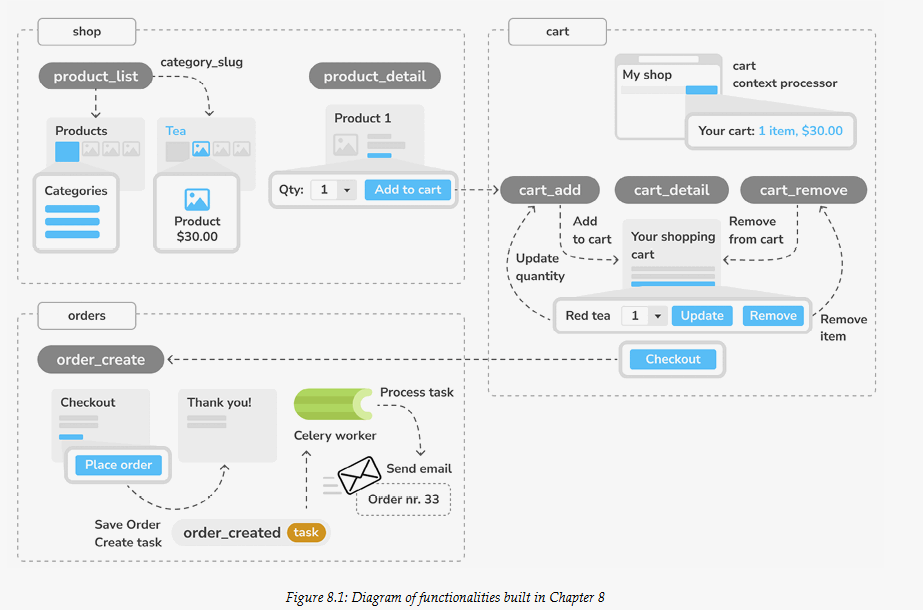 shop
product_list
category_slug
product_detail
Products
Tea
Product 1
Categories
Product
$30.00
Qty:
1
Add to cart
cart
My shop
cart
context processor
Your cart: 1 item, $30.00
cart_add
cart_detail
cart_remove
Add
to cart
Your shopping
cart
Remove
from cart
Update
quantity
Red tea
1
Update
Remove
Remove
item
Checkout
orders
order_create
Checkout
Place order
Thank you!
Process task
Celery worker
Send email
Order nr. 33
Save Order
Create task
order_created
task
Figure 8.1: Diagram of functionalities built in Chapter 8